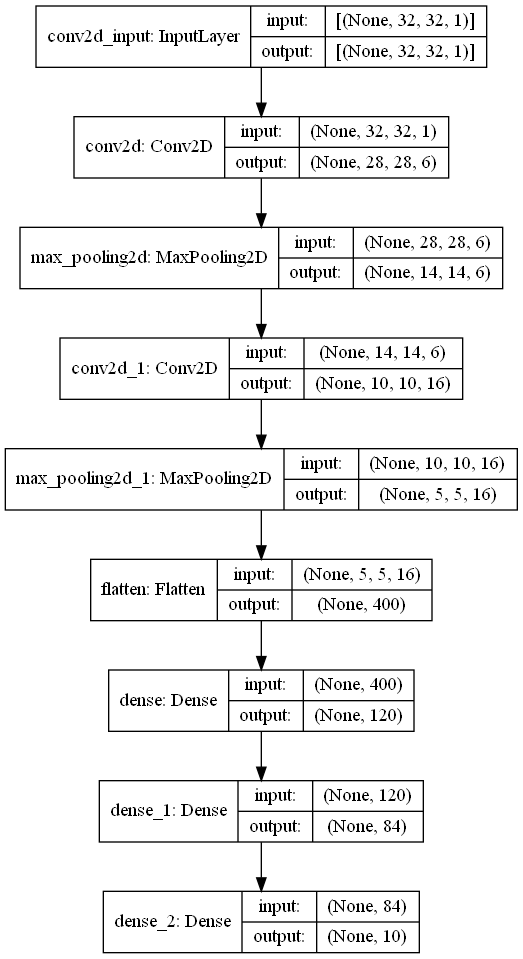 conv2d_input: InputLayer
input:
[(None, 32, 32, 1)]
output:
[(None, 32, 32, 1)]
conv2d: Conv2D
input:
(None, 32, 32, 1)
output:
(None, 28, 28, 6)
max_pooling2d: MaxPooling2D
input:
(None, 28, 28, 6)
output:
(None, 14, 14, 6)
conv2d_1: Conv2D
input:
(None, 14, 14, 6)
output:
(None, 10, 10, 16)
max_pooling2d_1: MaxPooling2D
input:
(None, 10, 10, 16)
output:
(None, 5, 5, 16)
flatten: Flatten
input:
(None, 5, 5, 16)
output:
(None, 400)
dense: Dense
input:
(None, 400)
output:
(None, 120)
dense_1: Dense
input:
(None, 120)
output:
(None, 84)
dense_2: Dense
input:
(None, 84)
output:
(None, 10)